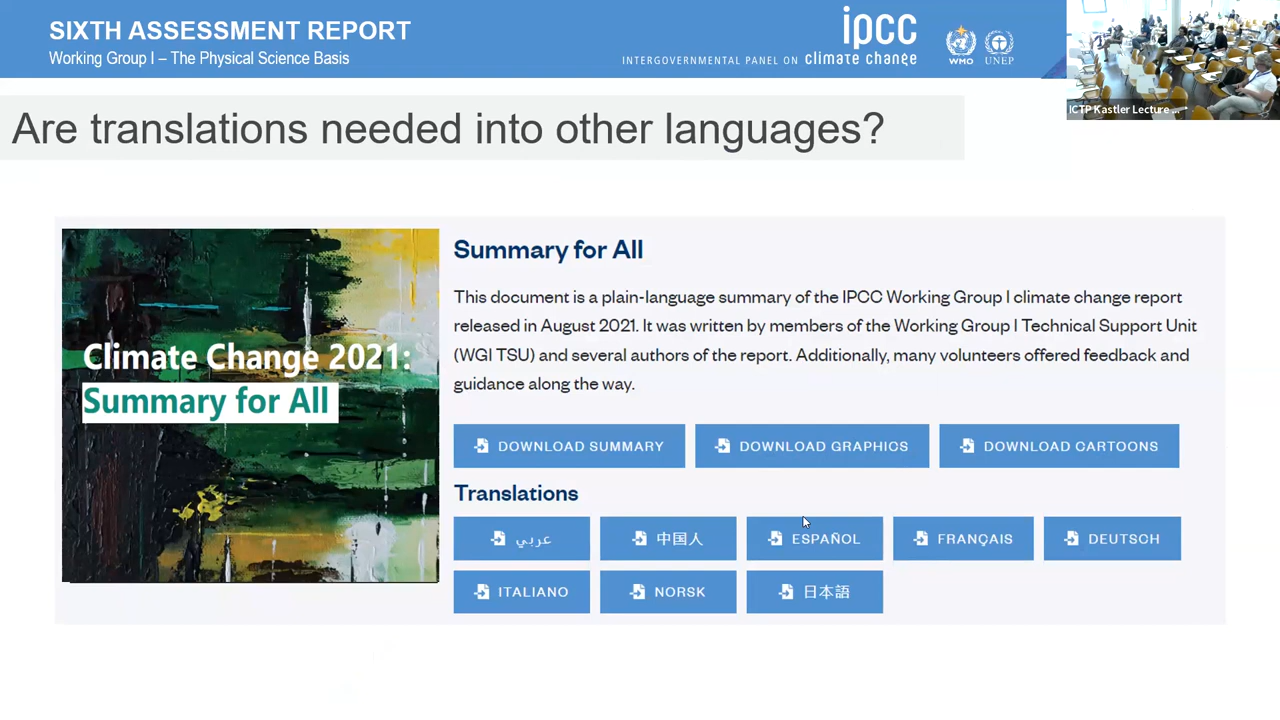 SIXTH ASSESSMENT REPORT
Working Group I – The Physical Science Basis
INTERGOVERNMENTAL PANEL ON climate change
ipcc
WMO
UNEP
ICTP Kastler Lecture ...
Are translations needed into other languages?
Climate Change 2021:
Summary for All
Summary for All
This document is a plain-language summary of the IPCC Working Group I climate change report
released in August 2021. It was written by members of the Working Group I Technical Support Unit
(WGI TSU) and several authors of the report. Additionally, many volunteers offered feedback and
guidance along the way.
DOWNLOAD SUMMARY
DOWNLOAD GRAPHICS
DOWNLOAD CARTOONS
Translations
عربي
中国人
ESPAÑOL
FRANÇAIS
DEUTSCH
ITALIANO
NORSK
日本語